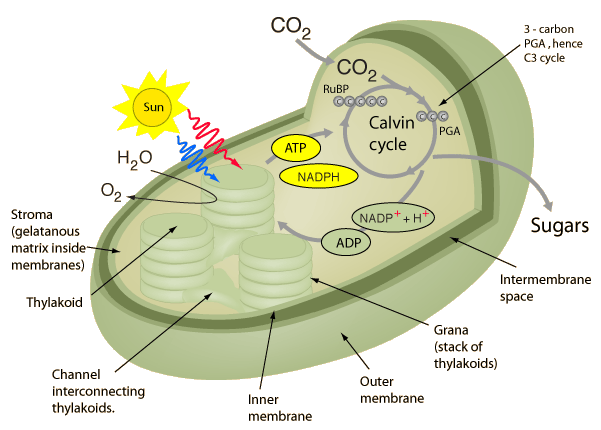 CO₂
3 - carbon
PGA , hence
C3 cycle
CO₂
RuBP
C C C C C
Sun
C C C
PGA
Calvin
cycle
ATP
H₂O
NADPH
O₂
Stroma
(gelatanous
matrix inside
membranes)
NADP⁺ + H⁺
Sugars
ADP
Thylakoid
Intermembrane
space
Grana
(stack of
thylakoids)
Channel
interconnecting
thylakoids.
Inner
membrane
Outer
membrane